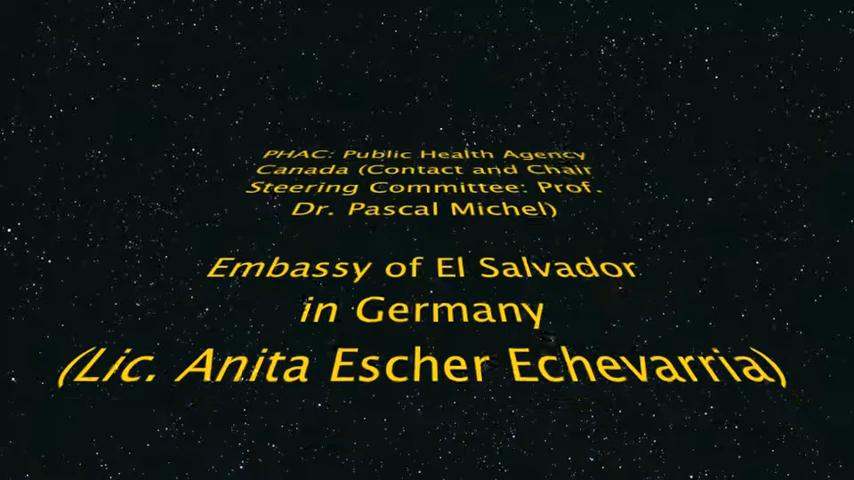 PHAC: Public Health Agency
Canada (Contact and Chair
Steering Committee: Prof.
Dr. Pascal Michel)
Embassy of El Salvador
in Germany
(Lic. Anita Escher Echevarria)